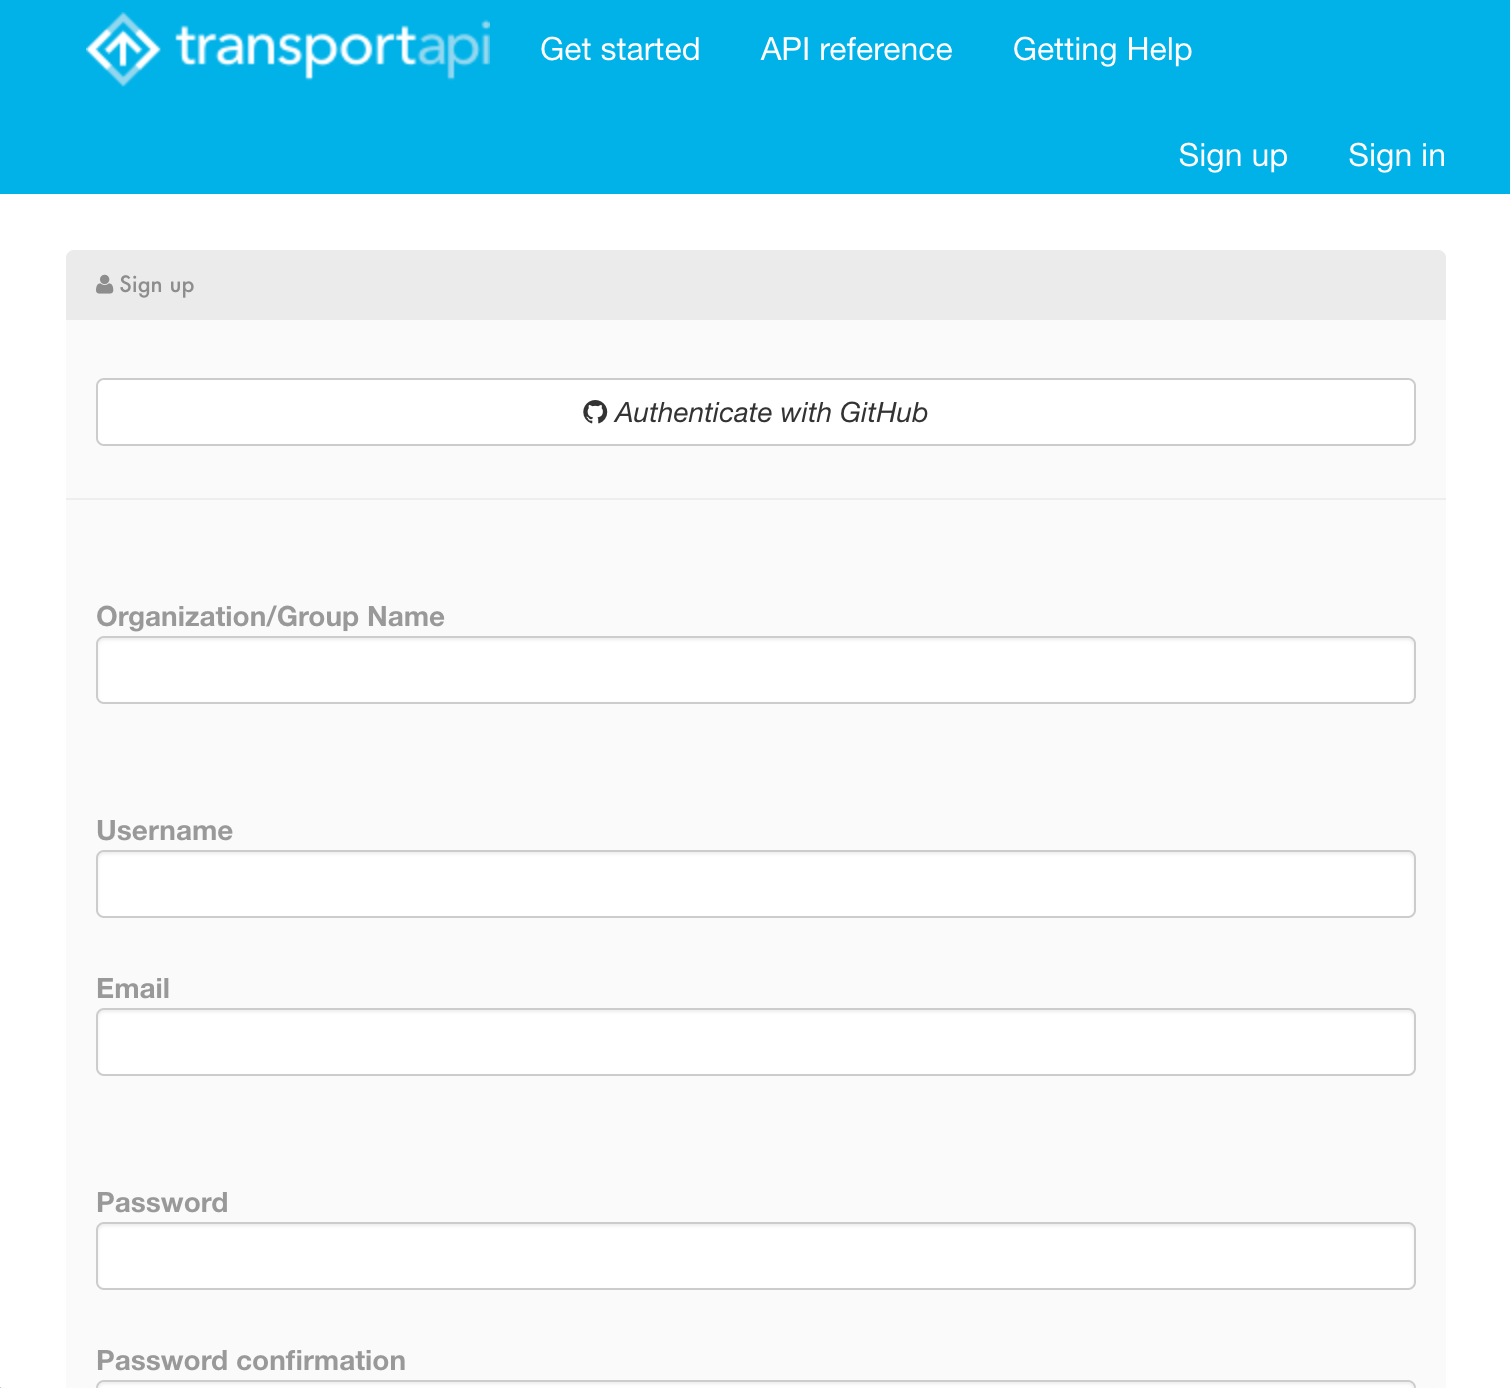 transportapi Get started API reference Getting Help
Sign up Sign in
Sign up
Authenticate with GitHub
Organization/Group Name
Username
Email
Password
Password confirmation